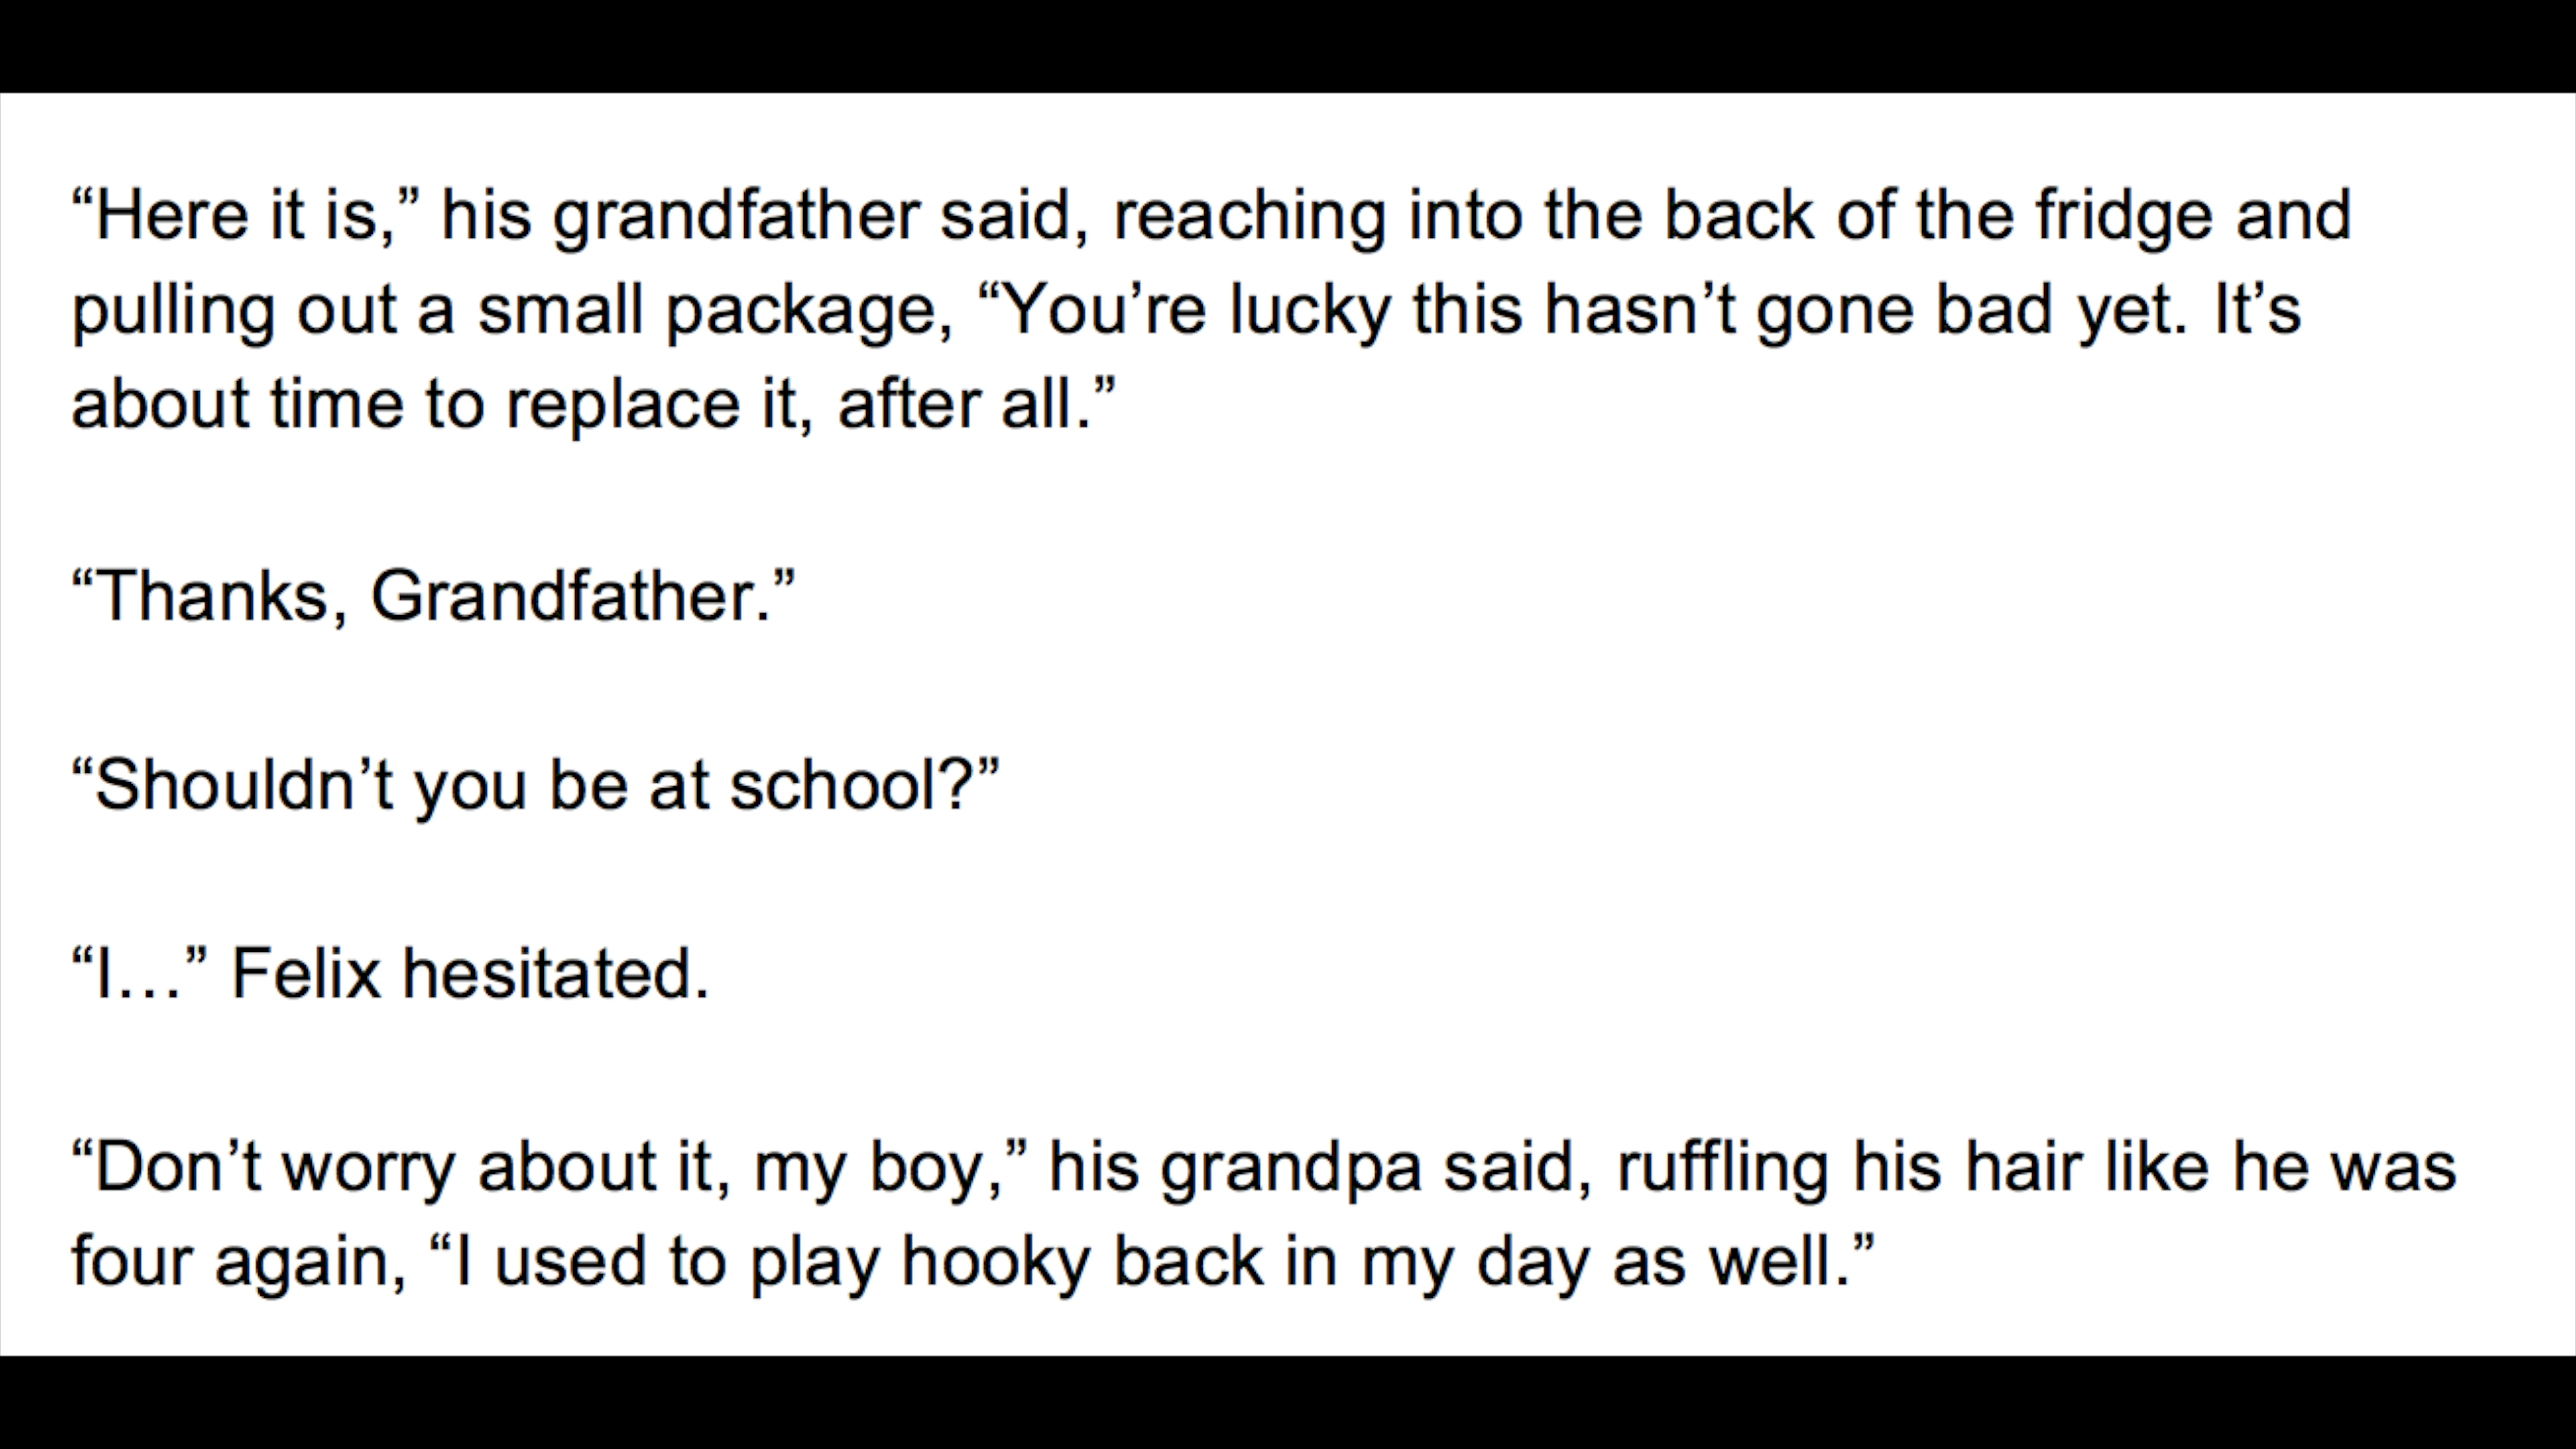 “Here it is,” his grandfather said, reaching into the back of the fridge and
pulling out a small package, “You’re lucky this hasn’t gone bad yet. It’s
about time to replace it, after all.”
“Thanks, Grandfather.”
“Shouldn’t you be at school?”
“I…” Felix hesitated.
“Don’t worry about it, my boy,” his grandpa said, ruffling his hair like he was
four again, “I used to play hooky back in my day as well.”